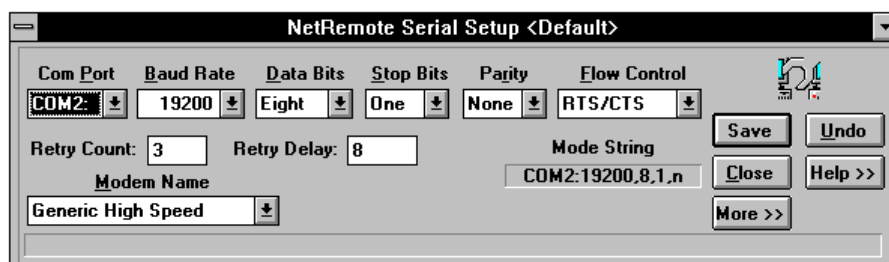 NetRemote Serial Setup <Default>
Com Port Baud Rate Data Bits Stop Bits Parity Flow Control
COM2: 19200 Eight One None RTS/CTS
Save Undo
Retry Count: 3 Retry Delay: 8 Mode String
COM2:19200,8,1,n Close Help >>
Modem Name
Generic High Speed More >>